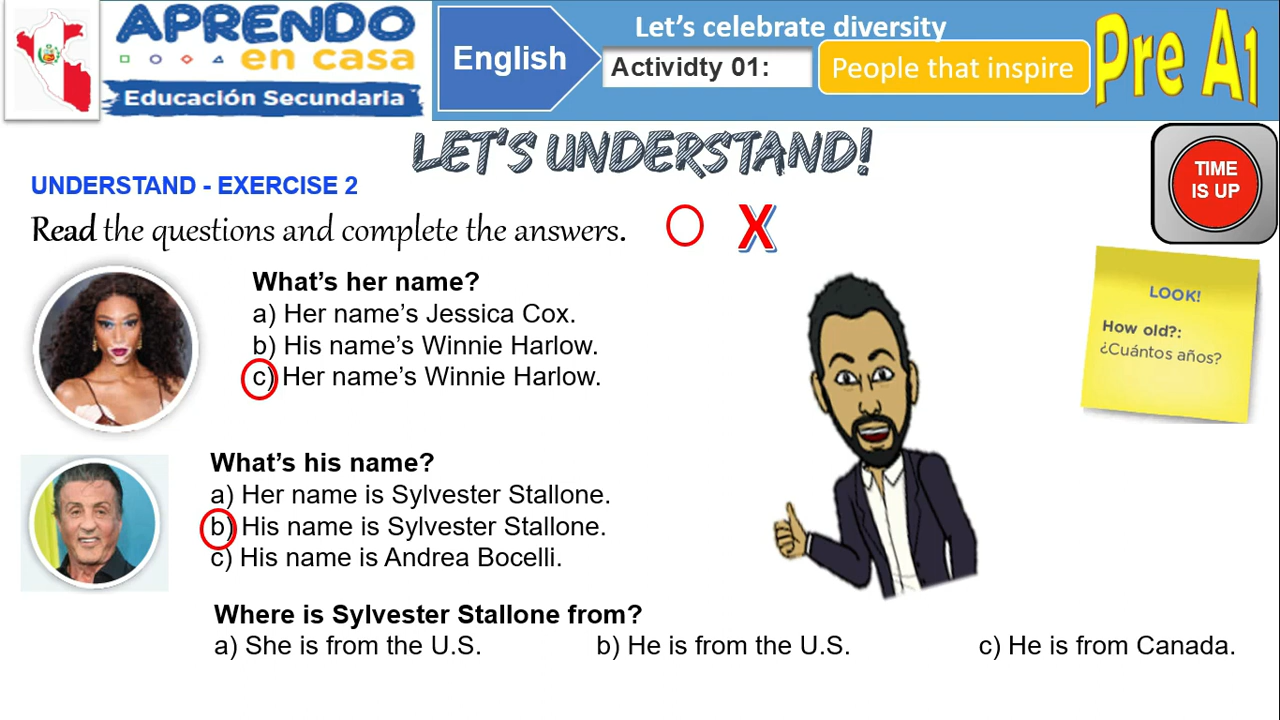 APRENDO
en casa
Educación Secundaria
English
Let's celebrate diversity
Actividty 01:
People that inspire
Pre A1
LET'S UNDERSTAND!
TIME
IS UP
UNDERSTAND - EXERCISE 2
Read the questions and complete the answers.
X
What's her name?
a) Her name's Jessica Cox.
b) His name's Winnie Harlow.
c) Her name's Winnie Harlow.
LOOK!
How old?:
¿Cuántos años?
What's his name?
a) Her name is Sylvester Stallone.
b) His name is Sylvester Stallone.
c) His name is Andrea Bocelli.
Where is Sylvester Stallone from?
a) She is from the U.S. b) He is from the U.S. c) He is from Canada.